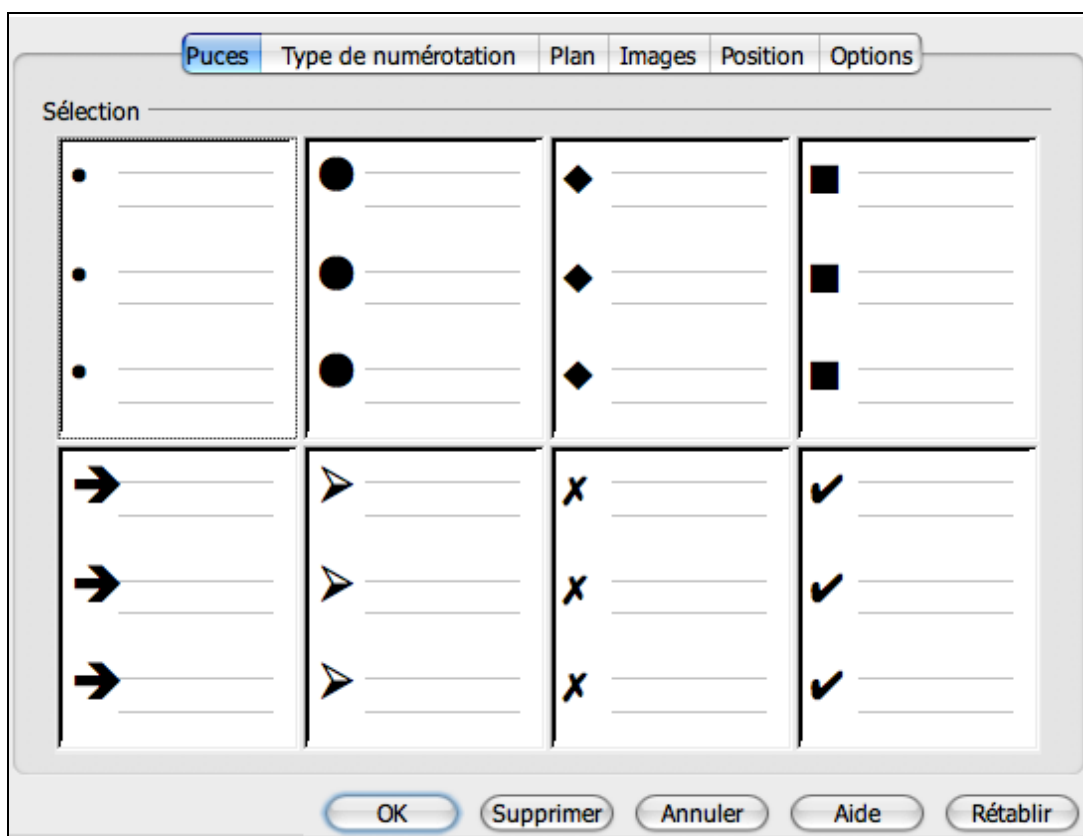 Puces Type de numérotation Plan Images Position Options
Sélection
OK Supprimer Annuler Aide Rétablir